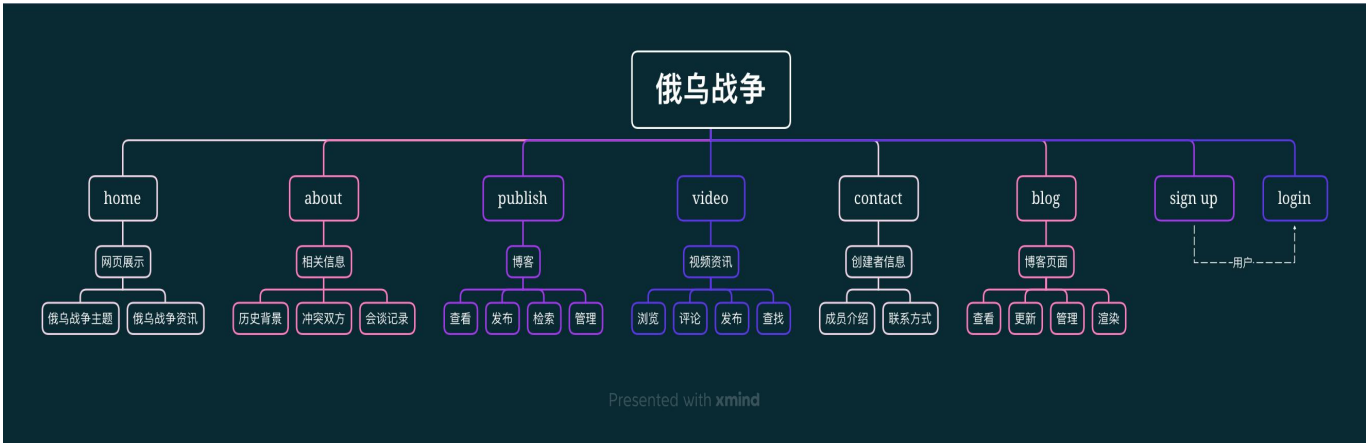 俄乌战争
home
about
publish
video
contact
blog
sign up
login
网页展示
相关信息
博客
视频资讯
创建者信息
博客页面
用户
俄乌战争主题
俄乌战争资讯
历史背景
冲突双方
会谈记录
查看
发布
检索
管理
浏览
评论
发布
查找
成员介绍
联系方式
查看
更新
管理
渲染
Presented with xmind